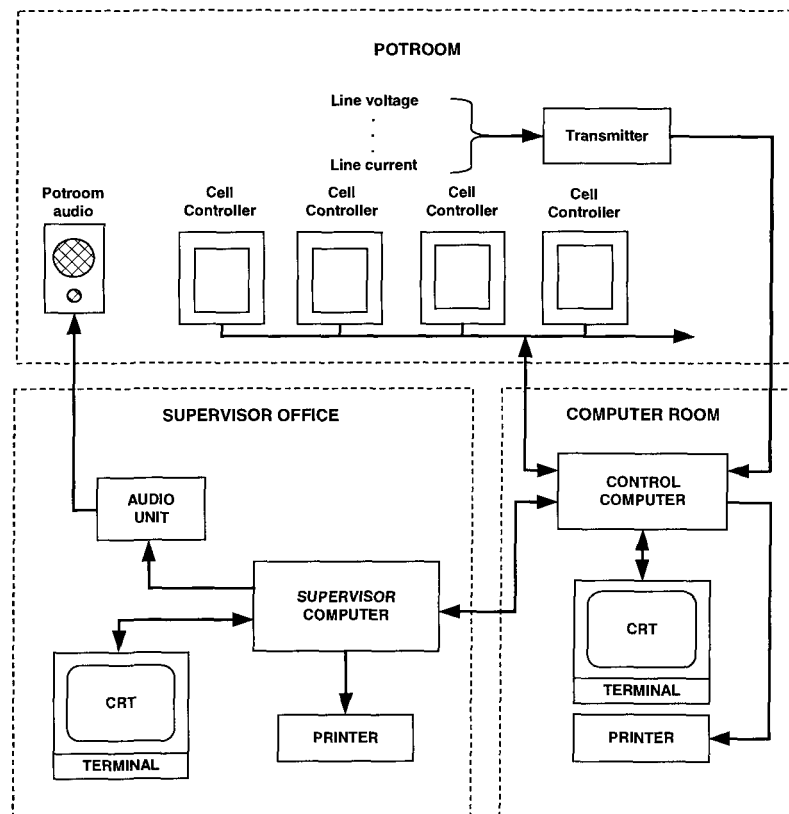 POTROOM
Line voltage
.
.
.
Line current
Transmitter
Potroom
audio
Cell
Controller
Cell
Controller
Cell
Controller
Cell
Controller
SUPERVISOR OFFICE
AUDIO
UNIT
SUPERVISOR
COMPUTER
CRT
TERMINAL
PRINTER
COMPUTER ROOM
CONTROL
COMPUTER
CRT
TERMINAL
PRINTER